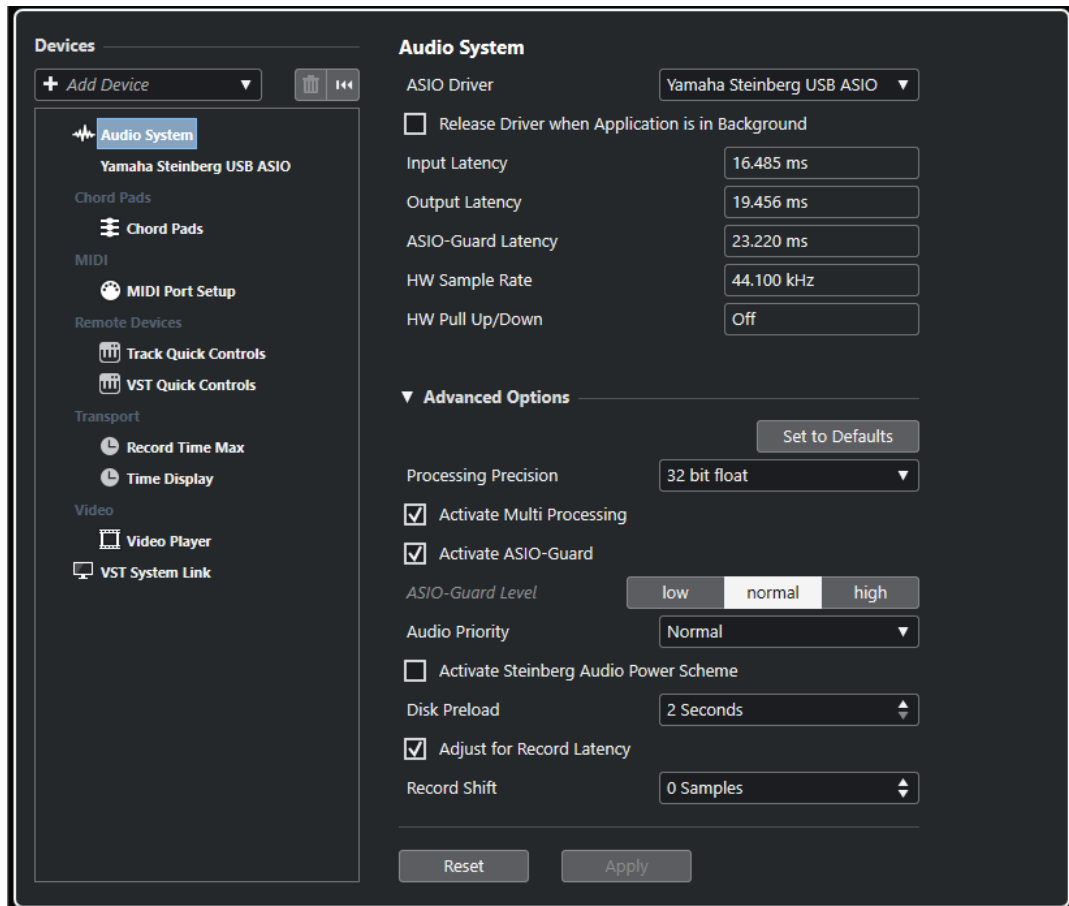 Devices
+ Add Device
Audio System
Yamaha Steinberg USB ASIO
Chord Pads
Chord Pads
MIDI
MIDI Port Setup
Remote Devices
Track Quick Controls
VST Quick Controls
Transport
Record Time Max
Time Display
Video
Video Player
VST System Link
Audio System
ASIO Driver Yamaha Steinberg USB ASIO
Release Driver when Application is in Background
Input Latency 16.485 ms
Output Latency 19.456 ms
ASIO-Guard Latency 23.220 ms
HW Sample Rate 44.100 kHz
HW Pull Up/Down Off
Advanced Options
Set to Defaults
Processing Precision 32 bit float
Activate Multi Processing
Activate ASIO-Guard
ASIO-Guard Level low normal high
Audio Priority Normal
Activate Steinberg Audio Power Scheme
Disk Preload 2 Seconds
Adjust for Record Latency
Record Shift 0 Samples
Reset Apply